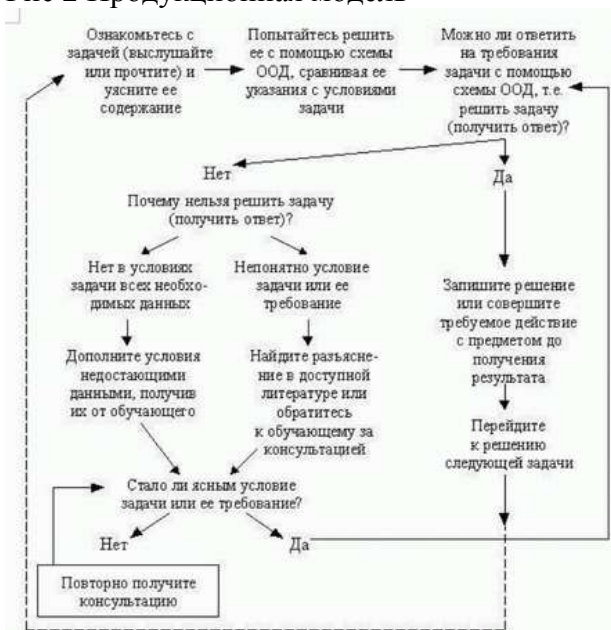 Рис 2 Продукционная модель
Ознакомьтесь с
задачей (выслушайте
или прочтите) и
уясните ее
содержание
Попытайтесь решить
ее с помощью схемы
ООД, сравнивая ее
указания с условиями
задачи
Можно ли ответить
на требования
задачи с помощью
схемы ООД, т.е.
решить задачу
(получить ответ)?
Нет
Да
Почему нельзя решить задачу
(получить ответ)?
Нет в условиях
задачи всех необхо-
димых данных
Непонятно условие
задачи или ее
требование
Запишите решение
или совершите
требуемое действие
с предметом до
получения
результата
Дополните условия
недостающими
данными, получив
их от обучающего
Найдите разъясне-
ние в доступной
литературе или
обратитесь
к обучающему за
консультацией
Перейдите
к решению
следующей задачи
Стало ли ясным условие
задачи или ее требование?
Нет
Да
Повторно получите
консультацию